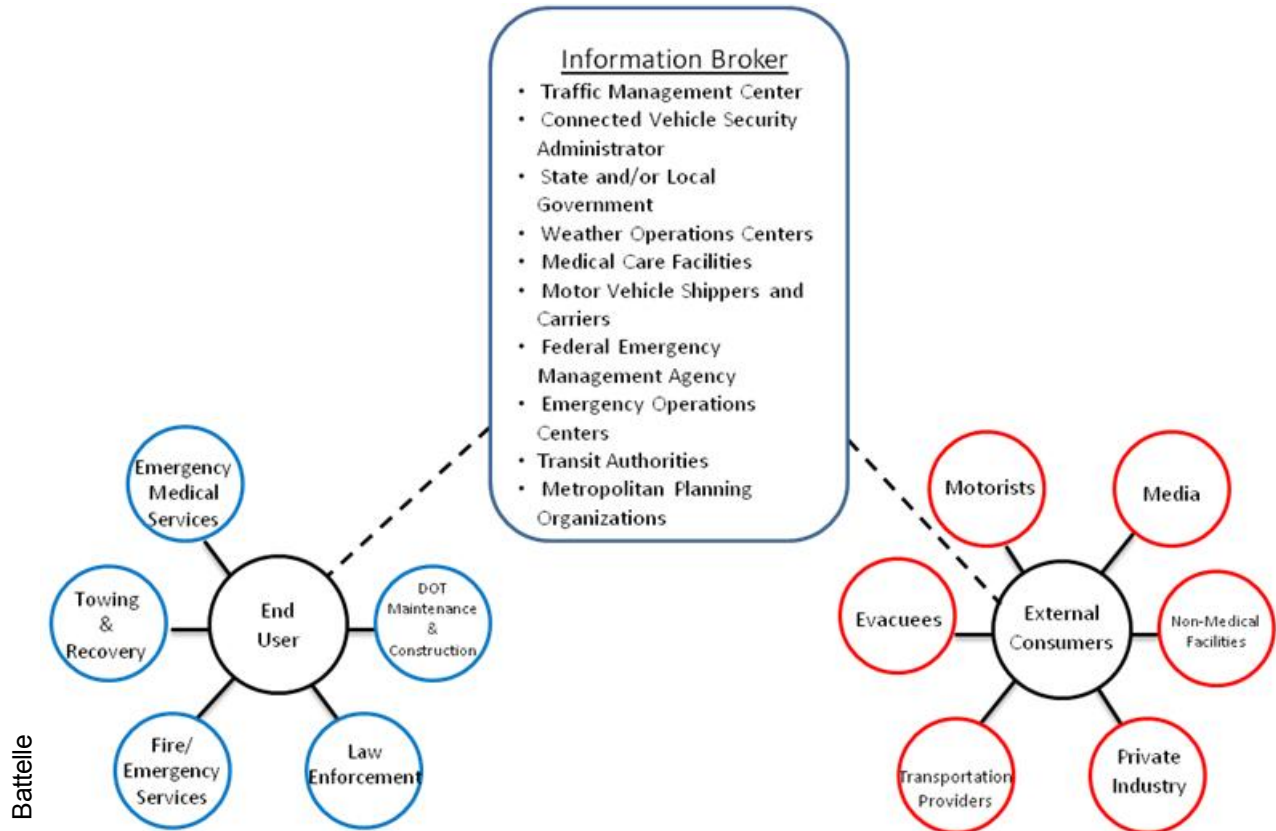 Information Broker
• Traffic Management Center
• Connected Vehicle Security
Administrator
• State and/or Local
Government
• Weather Operations Centers
• Medical Care Facilities
• Motor Vehicle Shippers and
Carriers
• Federal Emergency
Management Agency
• Emergency Operations
Centers
• Transit Authorities
• Metropolitan Planning
Organizations
Emergency
Medical
Services
Towing
&
Recovery
End
User
DOT
Maintenance
&
Construction
Fire/
Emergency
Services
Law
Enforcement
Motorists
Media
Evacuees
External
Consumers
Non-Medical
Facilities
Transportation
Providers
Private
Industry
Battelle